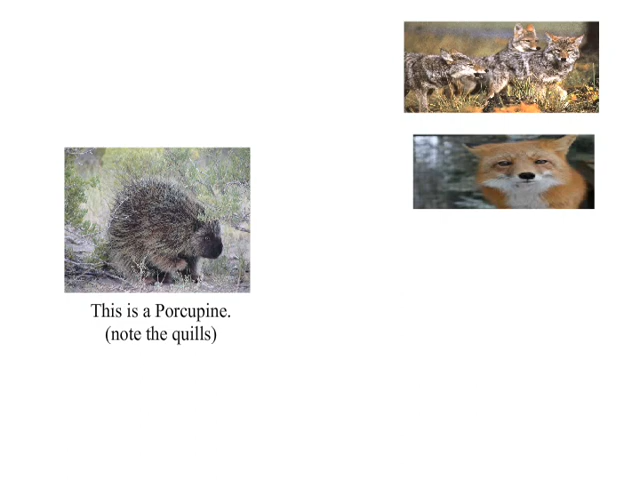 This is a Porcupine.
(note the quills)